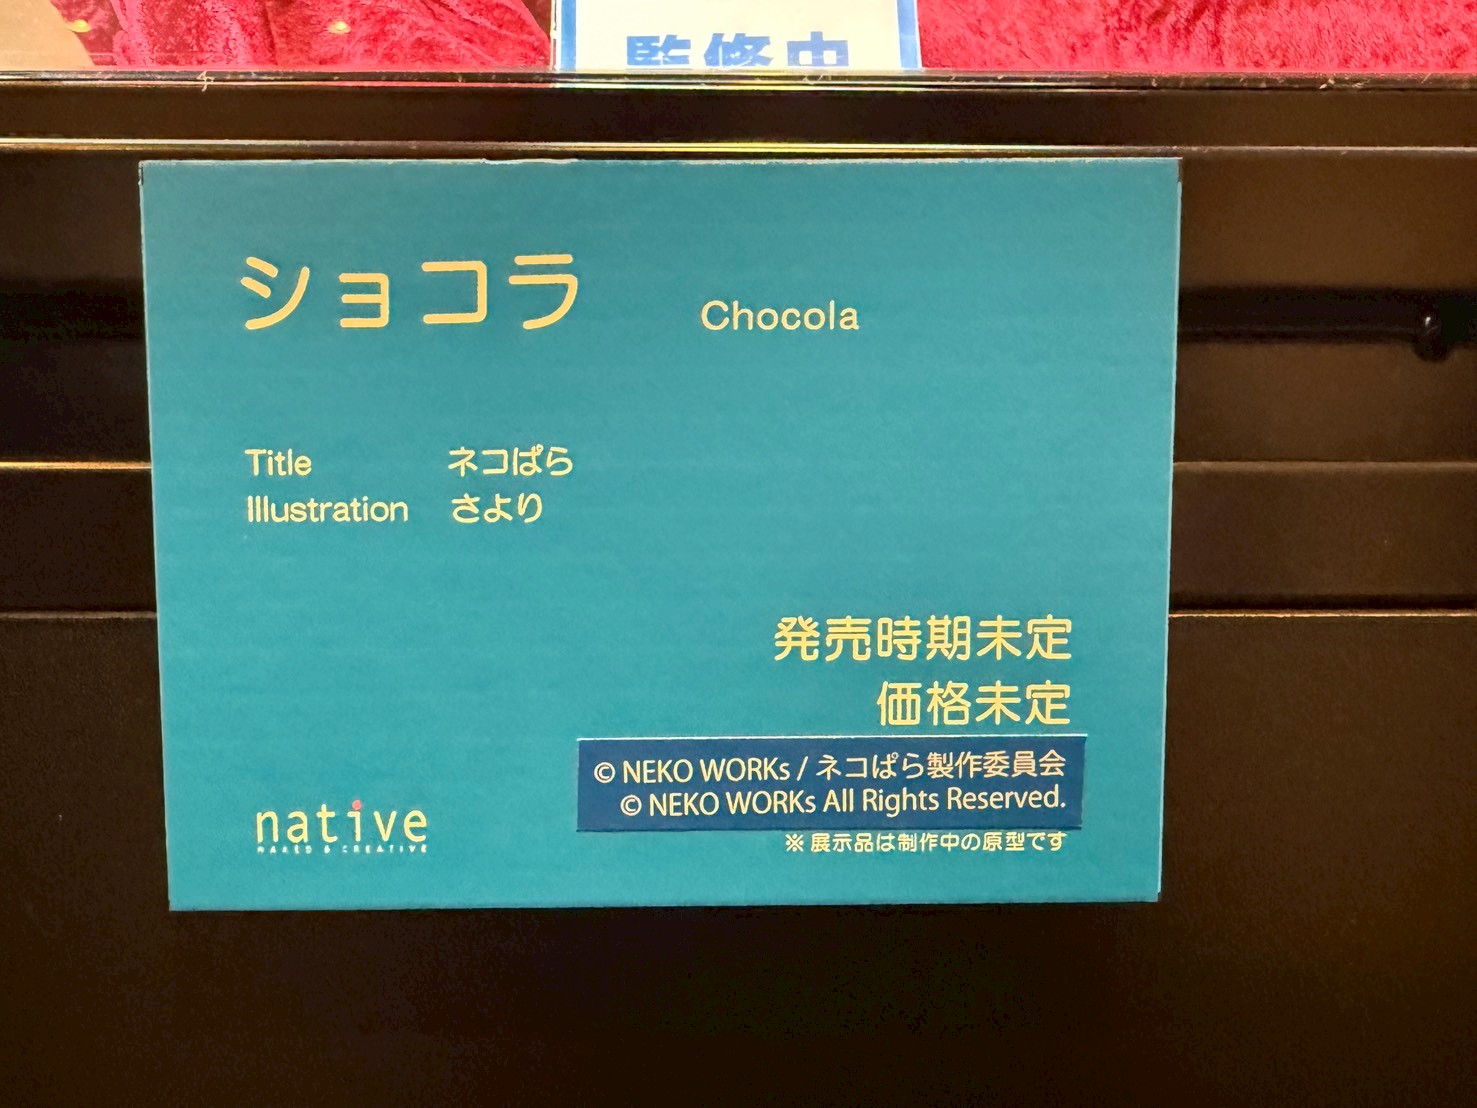 監修中
ショコラ Chocola
Title ネコぱら
Illustration さより
発売時期未定
価格未定
© NEKO WORKs / ネコぱら製作委員会
© NEKO WORKs All Rights Reserved.
※ 展示品は制作中の原型です
native
NAKED & CREATIVE